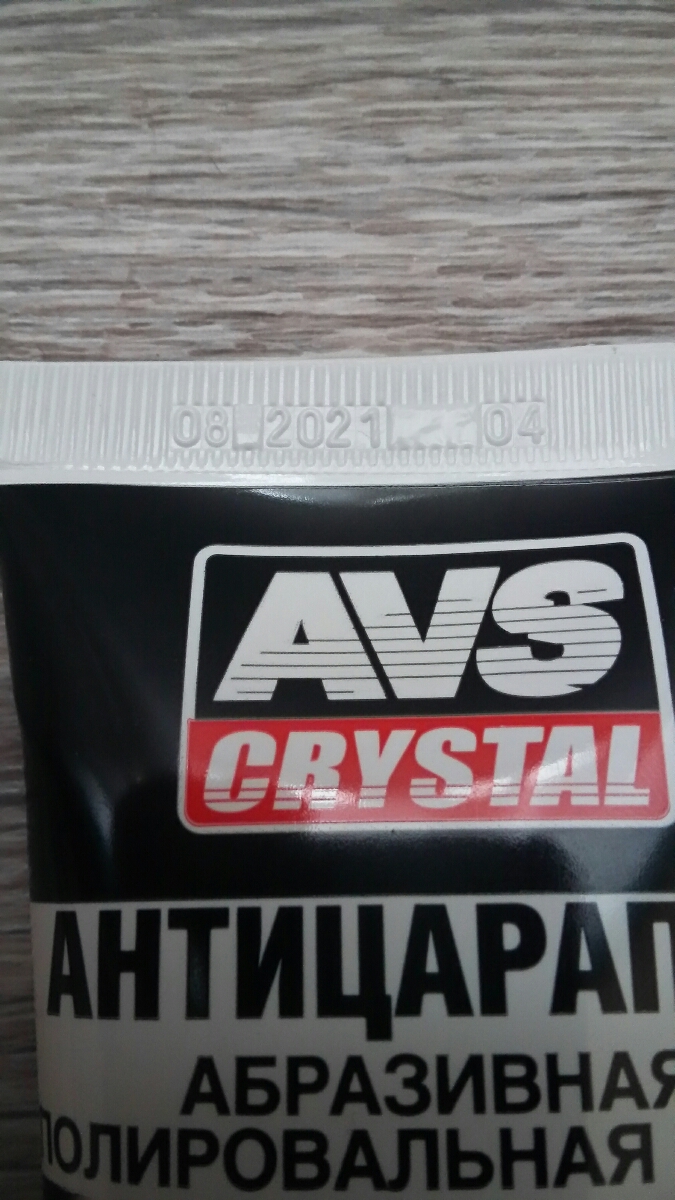 08 2021 04
AVS
CRYSTAL
АНТИЦАРАП
АБРАЗИВНАЯ
ПОЛИРОВАЛЬНАЯ